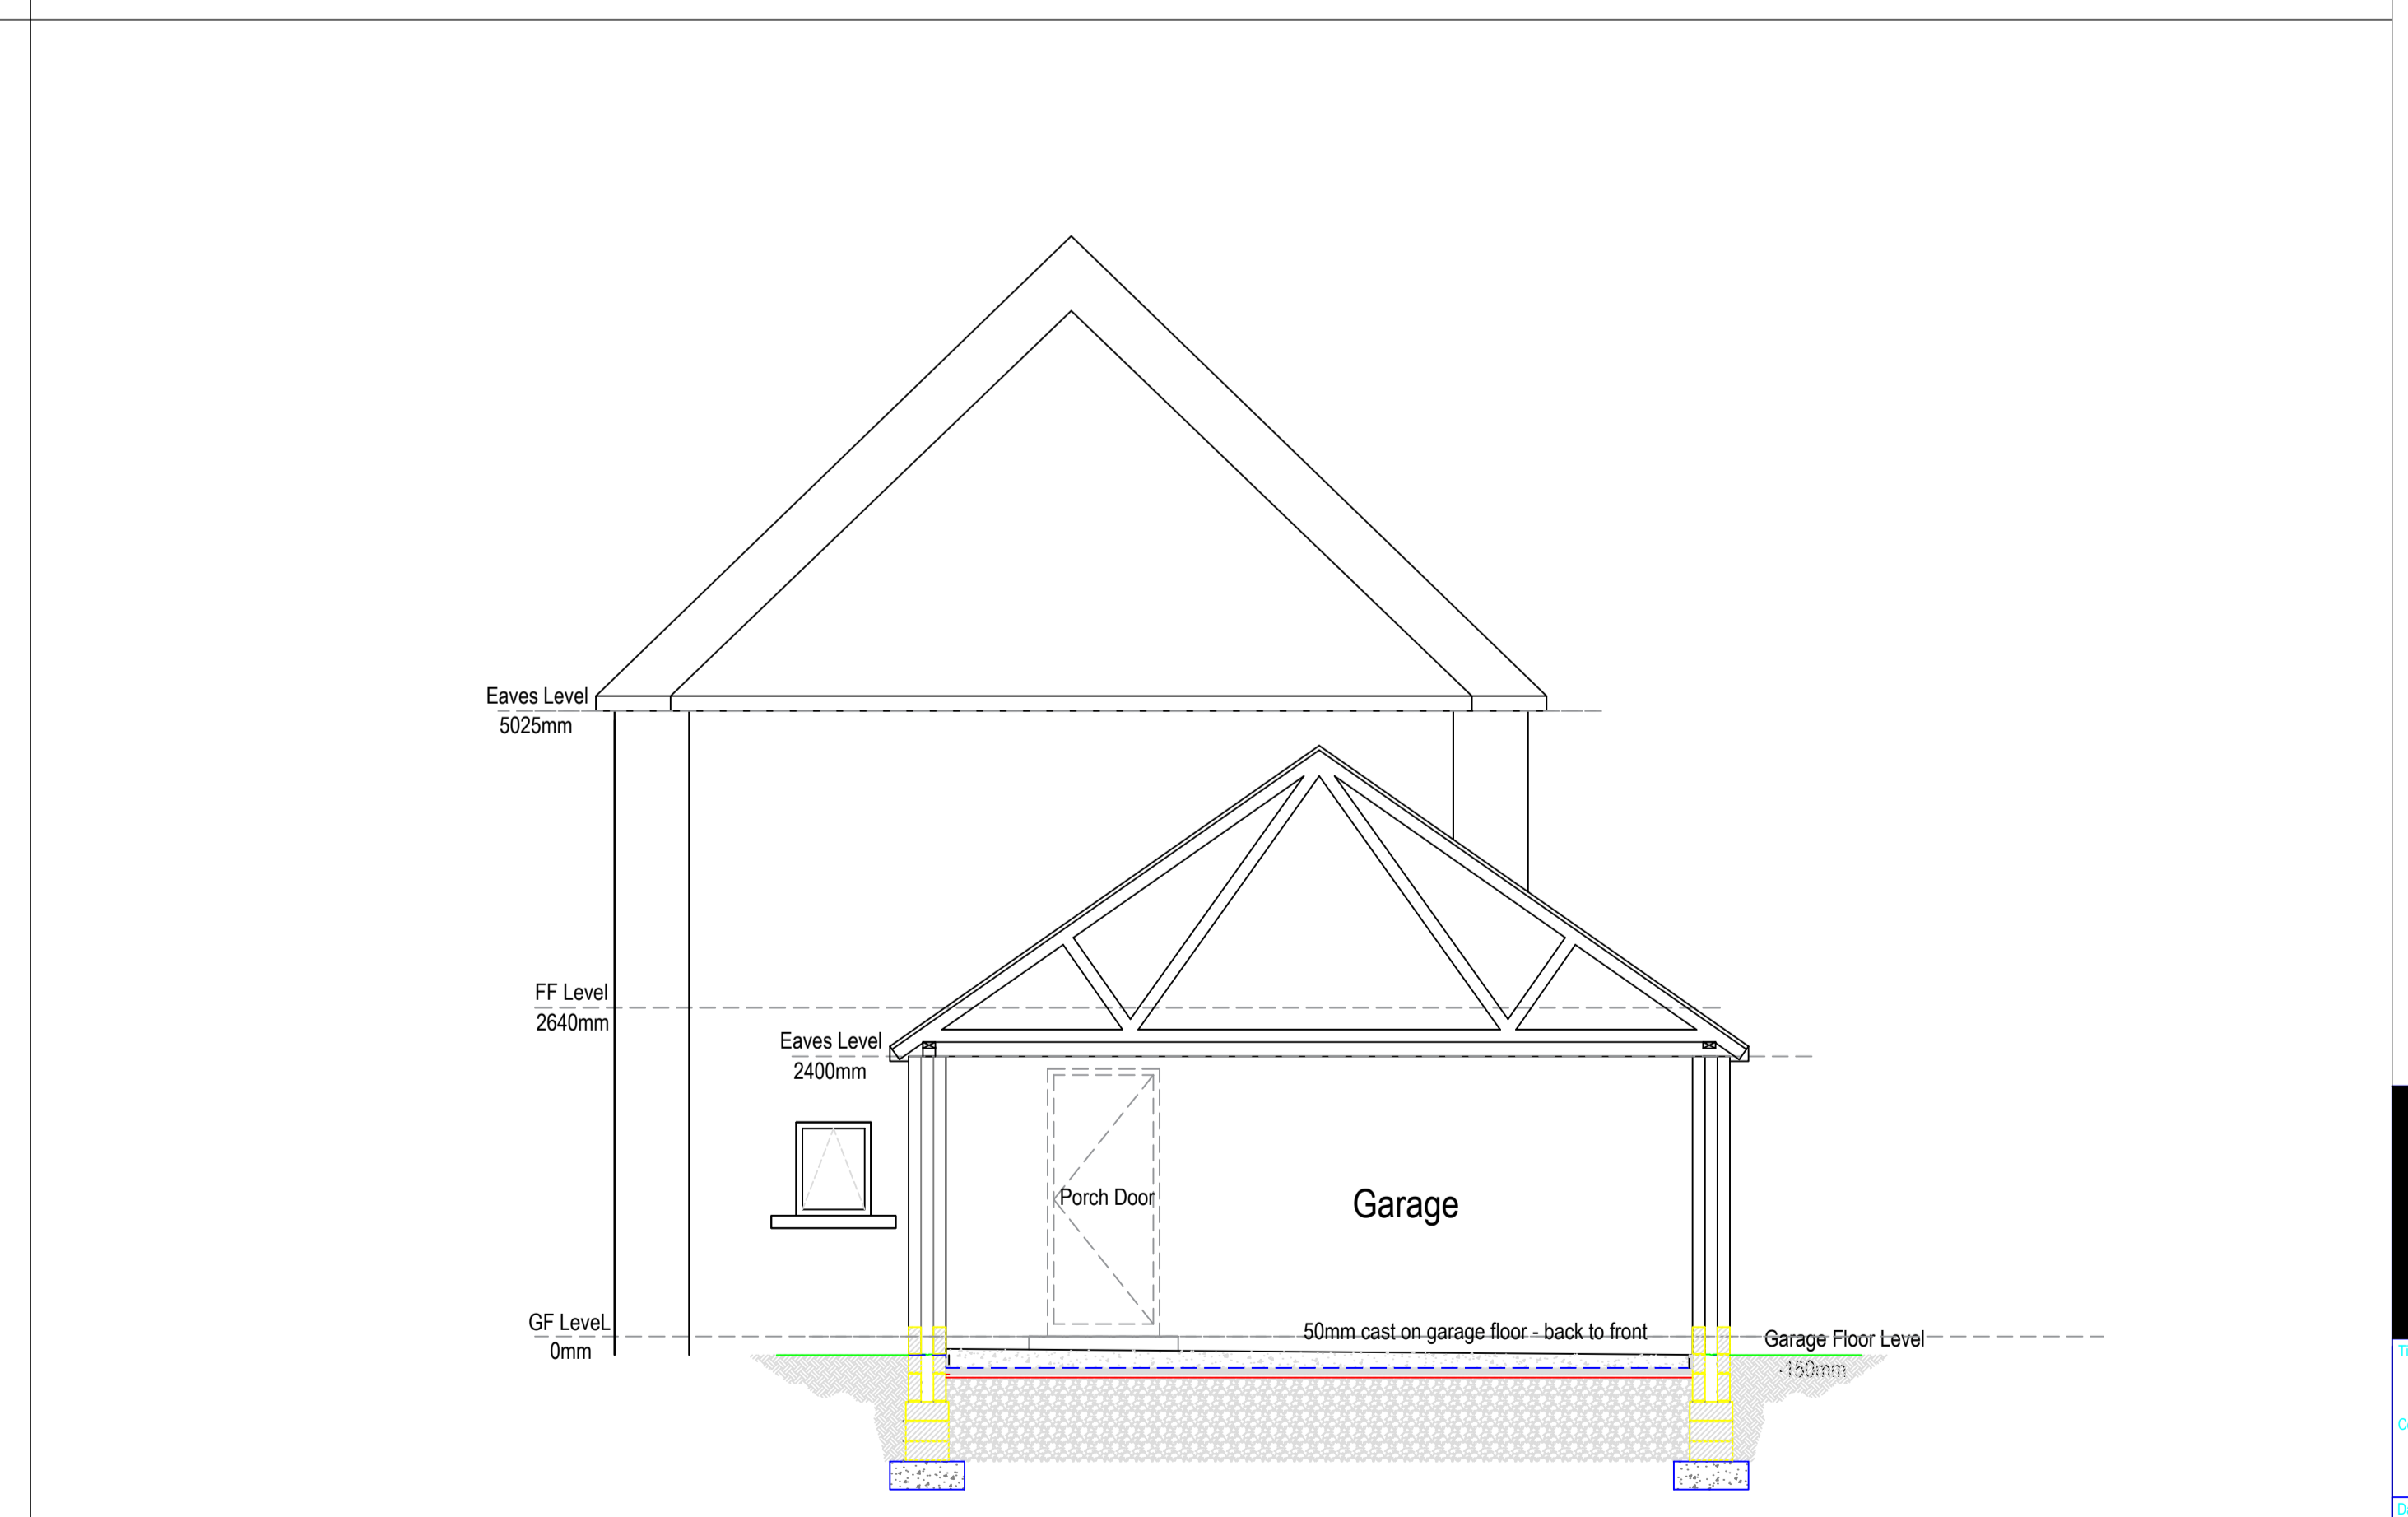 Eaves Level
5025mm
FF Level
2640mm
Eaves Level
2400mm
Porch Door
Garage
GF LeveL
0mm
50mm cast on garage floor - back to front
Garage Floor Level
-150mm